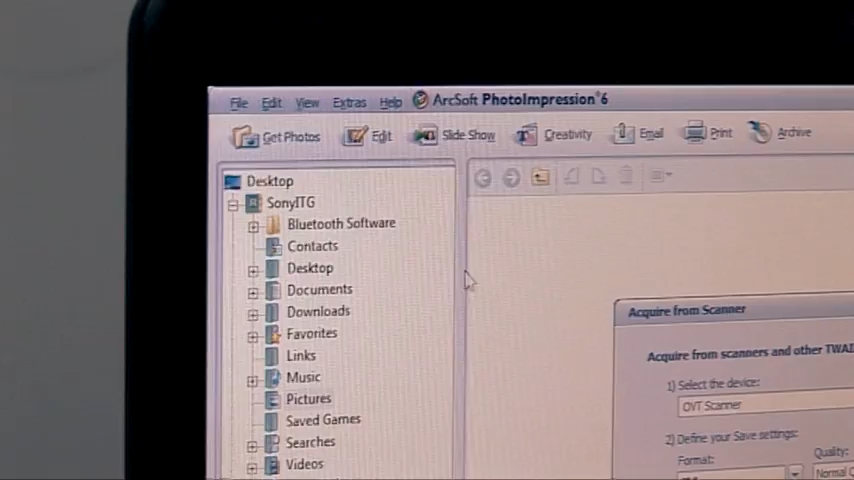 File Edit View Extras Help ArcSoft PhotoImpression®6
Get Photos Edit Slide Show Creativity Email Print Archive
Desktop
SonyITG
Bluetooth Software
Contacts
Desktop
Documents
Downloads
Favorites
Links
Music
Pictures
Saved Games
Searches
Videos
Acquire from Scanner
Acquire from scanners and other TWAI
1) Select the device:
OVT Scanner
2) Define your Save settings:
Format: Quality:
Normal